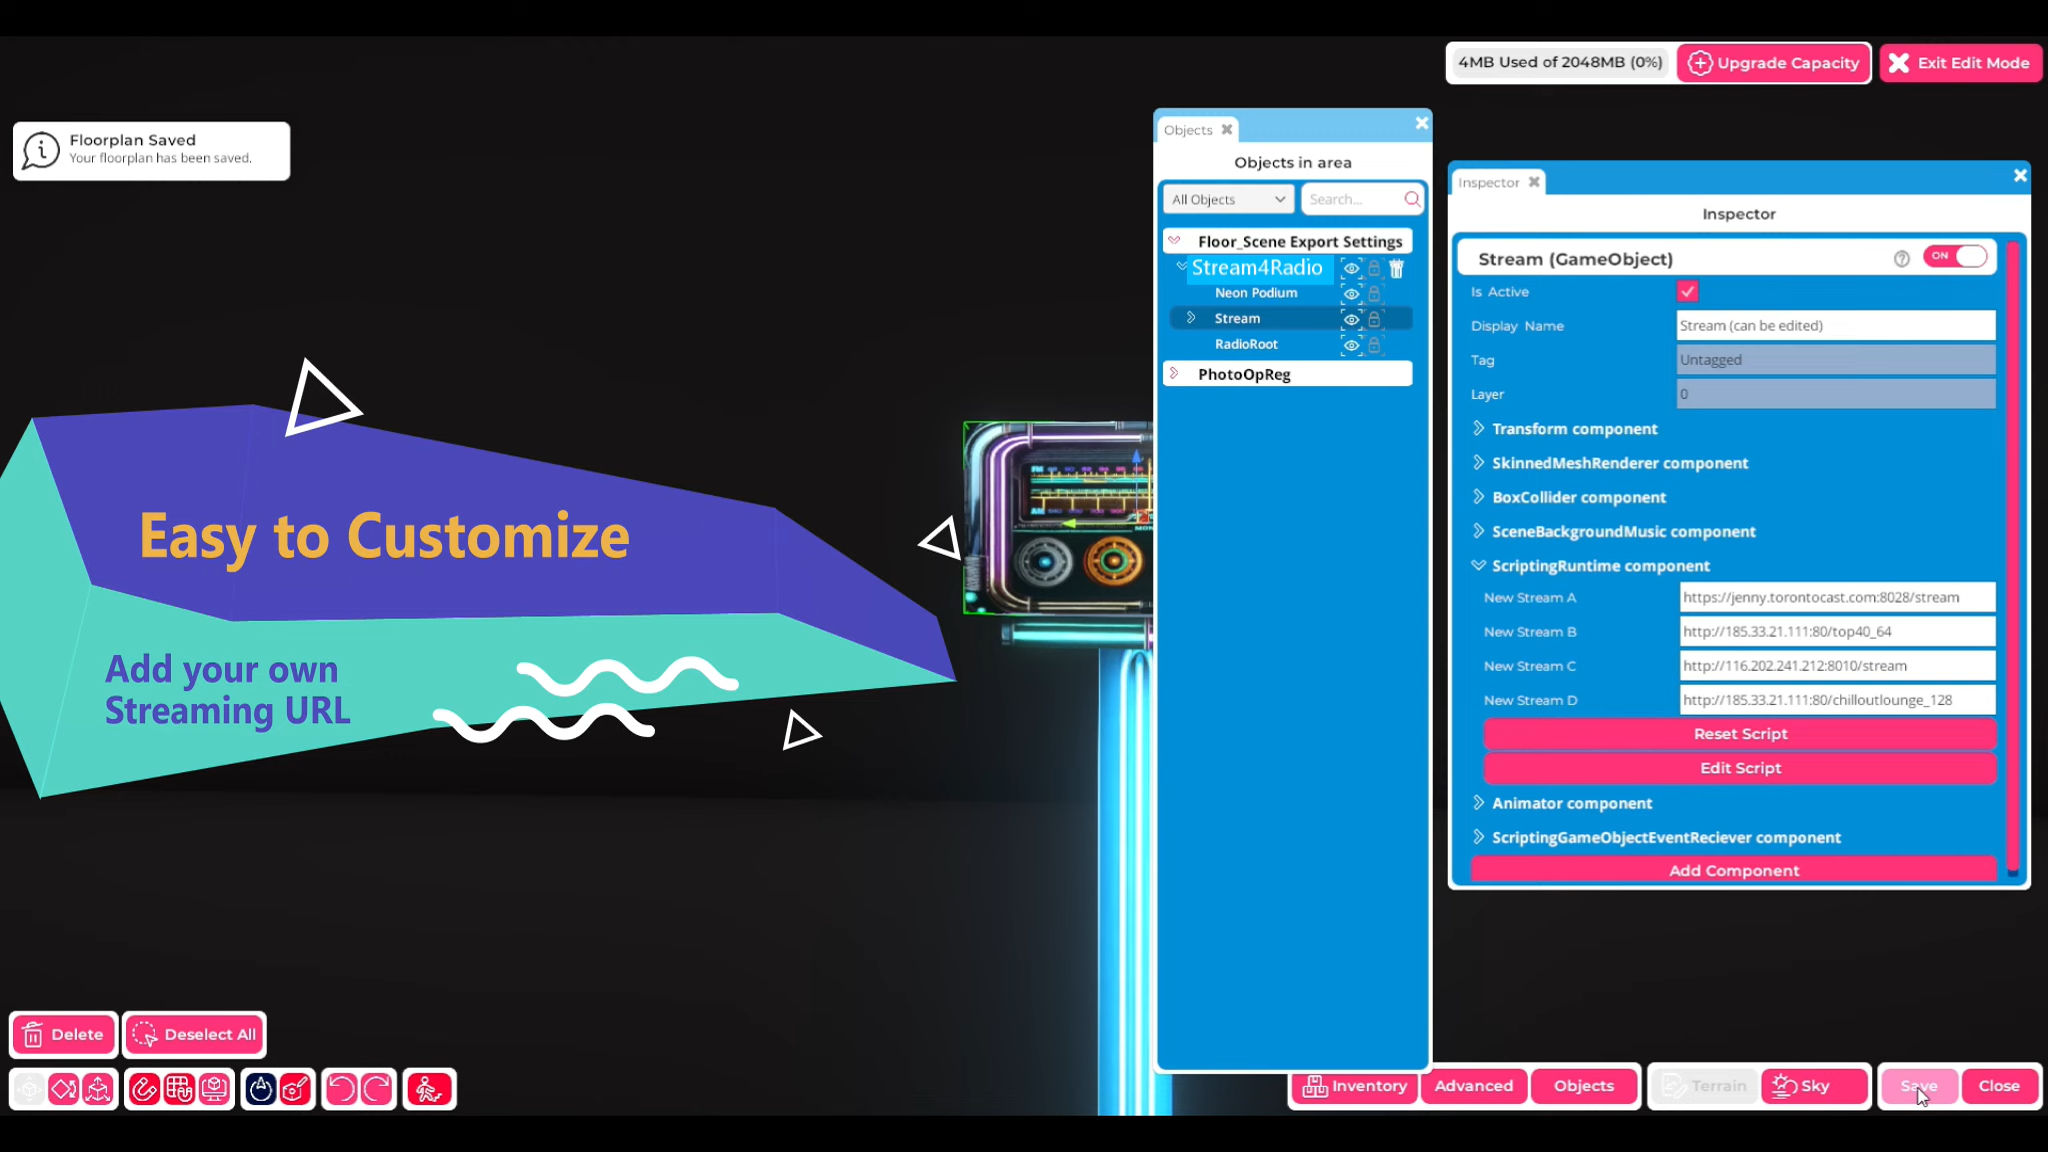 4MB Used of 2048MB (0%)
Upgrade Capacity
Exit Edit Mode
Floorplan Saved
Your floorplan has been saved.
Objects
Objects in area
All Objects
Search...
Floor_Scene Export Settings
Stream4Radio
Neon Podium
Stream
RadioRoot
PhotoOpReg
Inspector
Inspector
Stream (GameObject)
ON
Is Active
Display Name
Stream (can be edited)
Tag
Untagged
Layer
0
Transform component
SkinnedMeshRenderer component
BoxCollider component
SceneBackgroundMusic component
ScriptingRuntime component
New Stream A
https://jenny.torontocast.com:8028/stream
New Stream B
http://185.33.21.111:80/top40_64
New Stream C
http://116.202.241.212:8010/stream
New Stream D
http://185.33.21.111:80/chilloutlounge_128
Reset Script
Edit Script
Animator component
ScriptingGameObjectEventReciever component
Add Component
Easy to Customize
Add your own
Streaming URL
FM
AM
Delete
Deselect All
Inventory
Advanced
Objects
Terrain
Sky
Save
Close